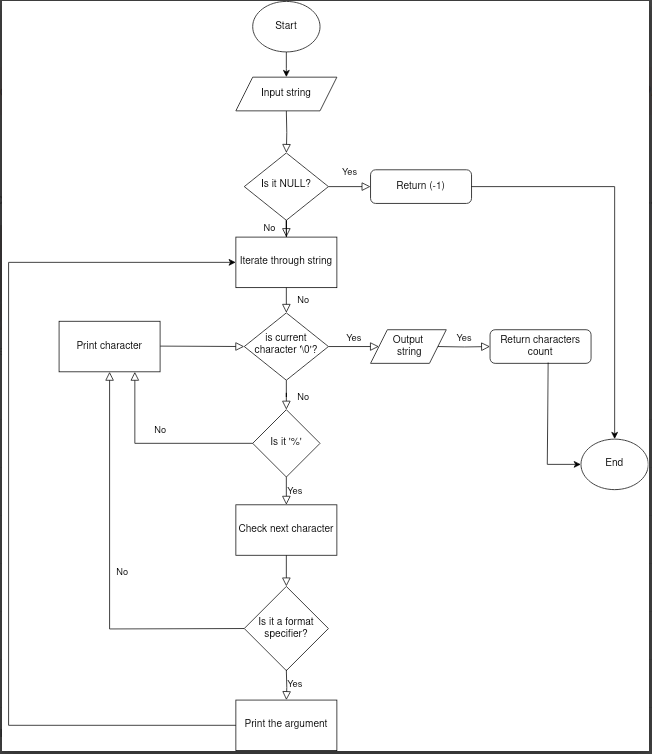 Start
Input string
Is it NULL?
Yes
Return (-1)
No
Iterate through string
No
is current
character '\0'?
Yes
Output
string
Yes
Return characters
count
Print character
No
Is it '%'
No
End
Yes
Check next character
No
Is it a format
specifier?
Yes
Print the argument